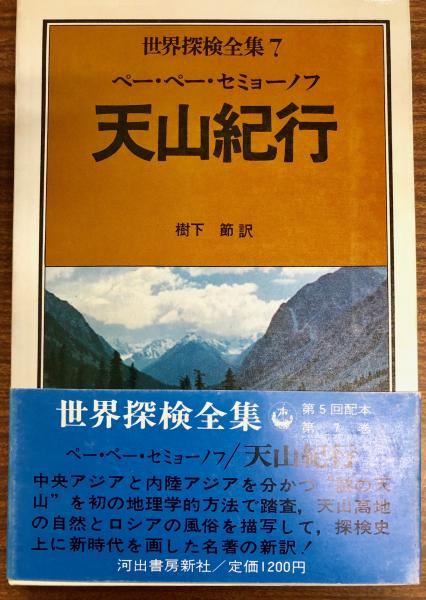 世界探検全集7
ペー・ペー・セミョーノフ
天山紀行
樹下 節 訳
世界探検全集 ホ 第5回配本
第7巻
ペー・ペー・セミョーノフ/天山紀行
中央アジアと内陸アジアを分かつ“謎の天
山”を初の地理学的方法で踏査，天山高地
の自然とロシアの風俗を描写して，探検史
上に新時代を画した名著の新訳！
河出書房新社/定価1200円